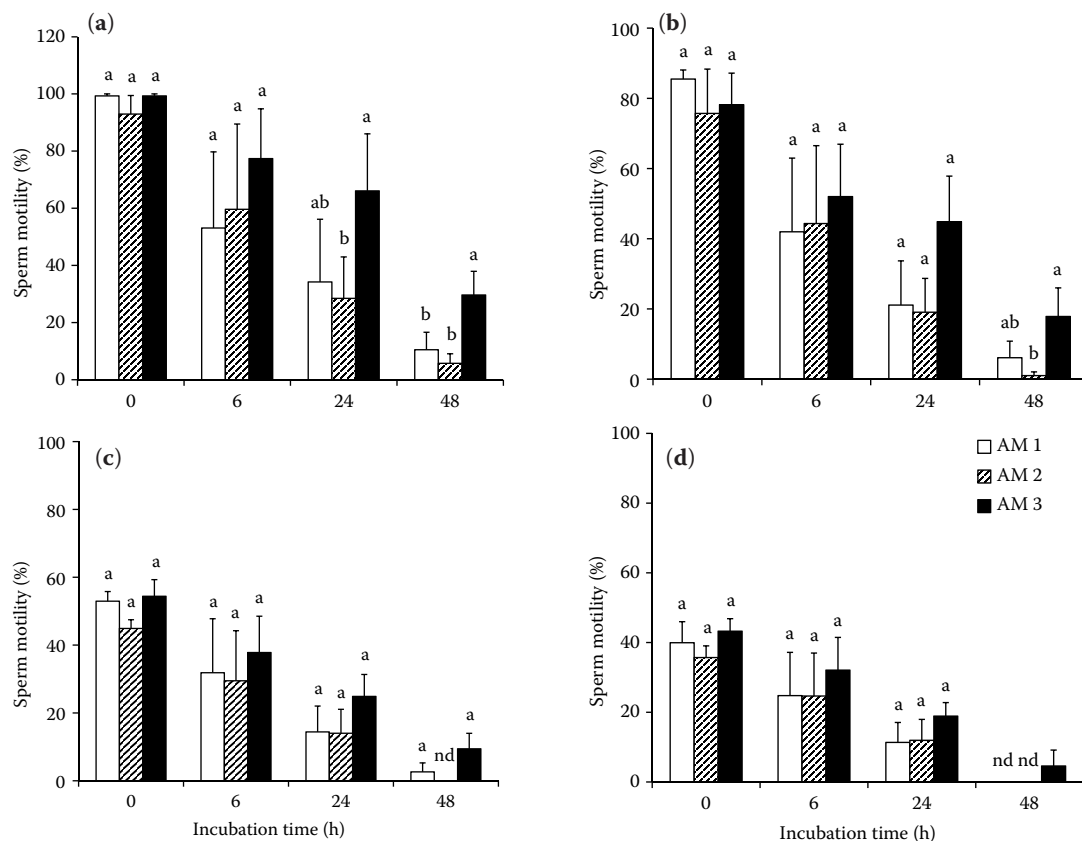 (a)
Sperm motility (%)
120
100
80
60
40
20
0
a a a
a a a
ab b a
b b a
0 6 24 48
(b)
Sperm motility (%)
100
80
60
40
20
0
a a a
a a a
a a a
ab b a
0 6 24 48
(c)
Sperm motility (%)
100
80
60
40
20
0
a a a
a a a
a a a
a nd a
0 6 24 48
Incubation time (h)
(d)
AM 1
AM 2
AM 3
Sperm motility (%)
100
80
60
40
20
0
a a a
a a a
a a a
nd nd
0 6 24 48
Incubation time (h)